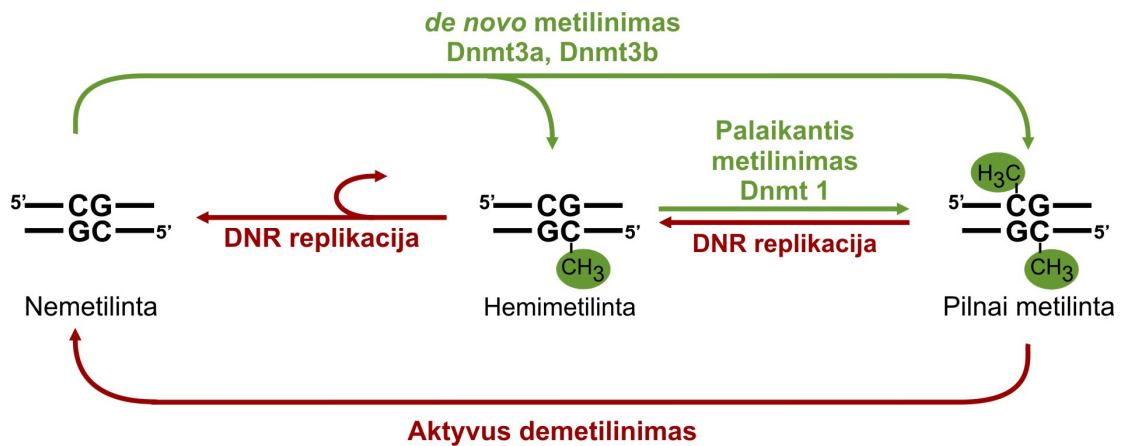 de novo metilinimas
Dnmt3a, Dnmt3b
Palaikantis
metilinimas
Dnmt 1
5’ CG
GC 5’
DNR replikacija
5’ CG
GC 5’
CH3
DNR replikacija
H3C
5’ CG
GC 5’
CH3
Nemetilinta
Hemimetilinta
Pilnai metilinta
Aktyvus demetilinimas